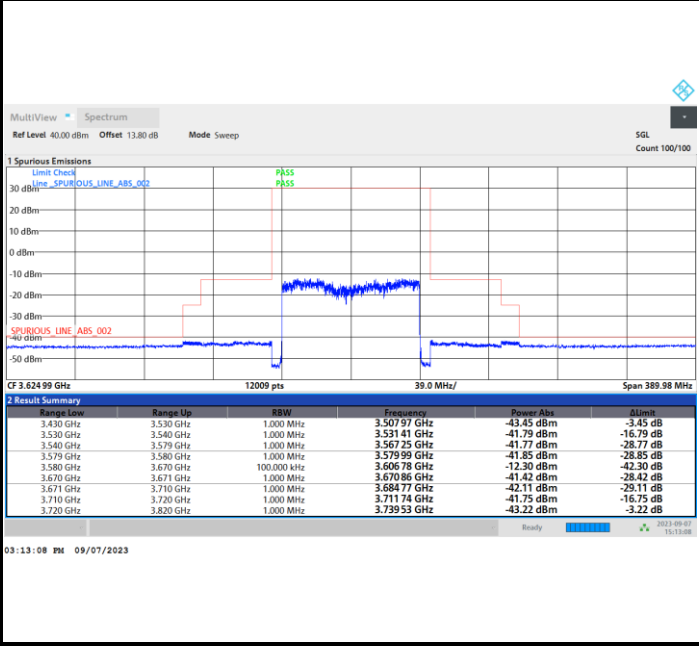 MultiView Spectrum
Ref Level 40.00 dBm Offset 13.80 dB Mode Sweep SGL
Count 100/100
1 Spurious Emissions
Limit Check PASS
Line _SPURIOUS_LINE_ABS_002 PASS
30 dBm
20 dBm
10 dBm
0 dBm
-10 dBm
-20 dBm
-30 dBm
_SPURIOUS_LINE_ABS_002
-40 dBm
-50 dBm
CF 3.624 99 GHz 12009 pts 39.0 MHz/ Span 389.98 MHz
2 Result Summary
Range Low Range Up RBW Frequency Power Abs ΔLimit
3.430 GHz 3.530 GHz 1.000 MHz 3.507 97 GHz -43.45 dBm -3.45 dB
3.530 GHz 3.540 GHz 1.000 MHz 3.531 41 GHz -41.79 dBm -16.79 dB
3.540 GHz 3.579 GHz 1.000 MHz 3.567 25 GHz -41.77 dBm -28.77 dB
3.579 GHz 3.580 GHz 1.000 MHz 3.579 99 GHz -41.85 dBm -28.85 dB
3.580 GHz 3.670 GHz 100.000 kHz 3.606 78 GHz -12.30 dBm -42.30 dB
3.670 GHz 3.671 GHz 1.000 MHz 3.670 86 GHz -41.42 dBm -28.42 dB
3.671 GHz 3.710 GHz 1.000 MHz 3.684 77 GHz -42.11 dBm -29.11 dB
3.710 GHz 3.720 GHz 1.000 MHz 3.711 74 GHz -41.75 dBm -16.75 dB
3.720 GHz 3.820 GHz 1.000 MHz 3.739 53 GHz -43.22 dBm -3.22 dB
Ready 2023-09-07
15:13:08
03:13:08 PM 09/07/2023